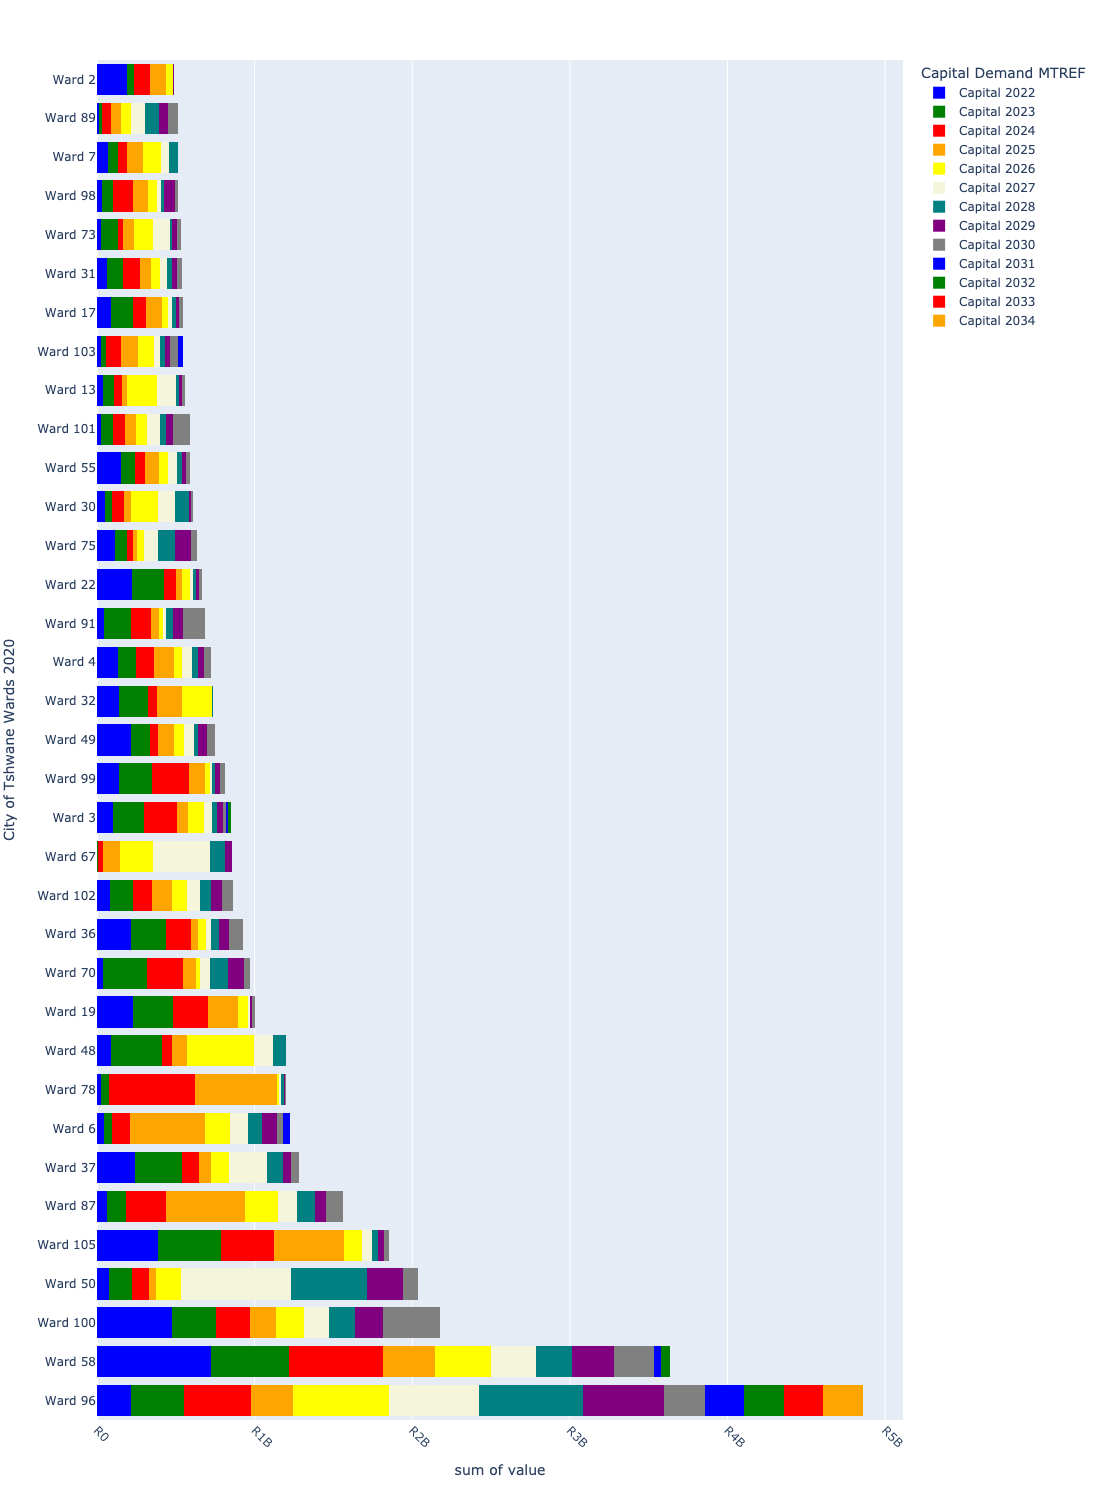 Capital Demand MTREF
Capital 2022
Capital 2023
Capital 2024
Capital 2025
Capital 2026
Capital 2027
Capital 2028
Capital 2029
Capital 2030
Capital 2031
Capital 2032
Capital 2033
Capital 2034
City of Tshwane Wards 2020
Ward 2
Ward 89
Ward 7
Ward 98
Ward 73
Ward 31
Ward 17
Ward 103
Ward 13
Ward 101
Ward 55
Ward 30
Ward 75
Ward 22
Ward 91
Ward 4
Ward 32
Ward 49
Ward 99
Ward 3
Ward 67
Ward 102
Ward 36
Ward 70
Ward 19
Ward 48
Ward 78
Ward 6
Ward 37
Ward 87
Ward 105
Ward 50
Ward 100
Ward 58
Ward 96
R0
R1B
R2B
R3B
R4B
R5B
sum of value